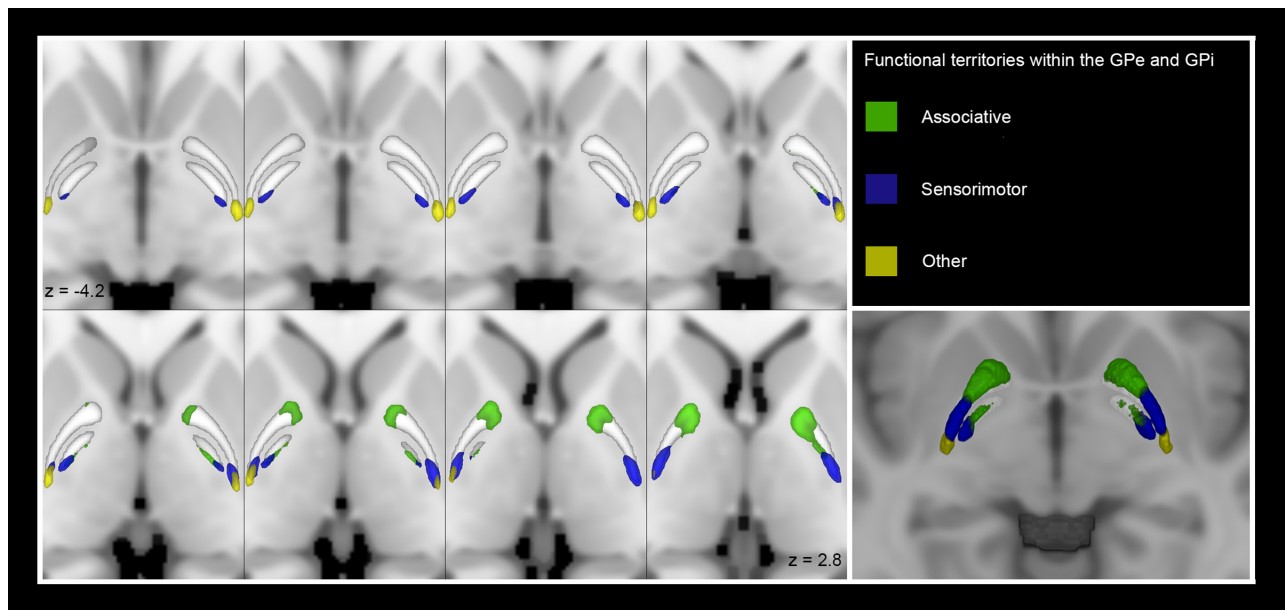 Functional territories within the GPe and GPi
Associative
Sensorimotor
Other
z = -4.2
z = 2.8